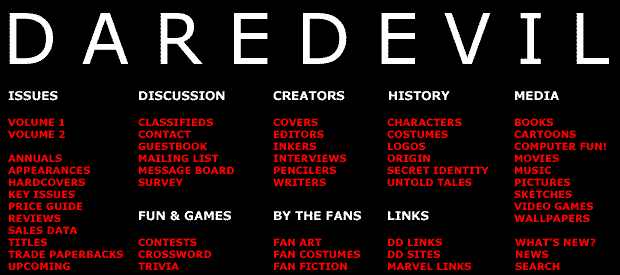 DAREDEVIL
ISSUES
VOLUME 1
VOLUME 2
ANNUALS
APPEARANCES
HARDCOVERS
KEY ISSUES
PRICE GUIDE
REVIEWS
SALES DATA
TITLES
TRADE PAPERBACKS
UPCOMING
DISCUSSION
CLASSIFIEDS
CONTACT
GUESTBOOK
MAILING LIST
MESSAGE BOARD
SURVEY
FUN & GAMES
CONTESTS
CROSSWORD
TRIVIA
CREATORS
COVERS
EDITORS
INKERS
INTERVIEWS
PENCILERS
WRITERS
BY THE FANS
FAN ART
FAN COSTUMES
FAN FICTION
HISTORY
CHARACTERS
COSTUMES
LOGOS
ORIGIN
SECRET IDENTITY
UNTOLD TALES
LINKS
DD LINKS
DD SITES
MARVEL LINKS
MEDIA
BOOKS
CARTOONS
COMPUTER FUN!
MOVIES
MUSIC
PICTURES
SKETCHES
VIDEO GAMES
WALLPAPERS
WHAT'S NEW?
NEWS
SEARCH